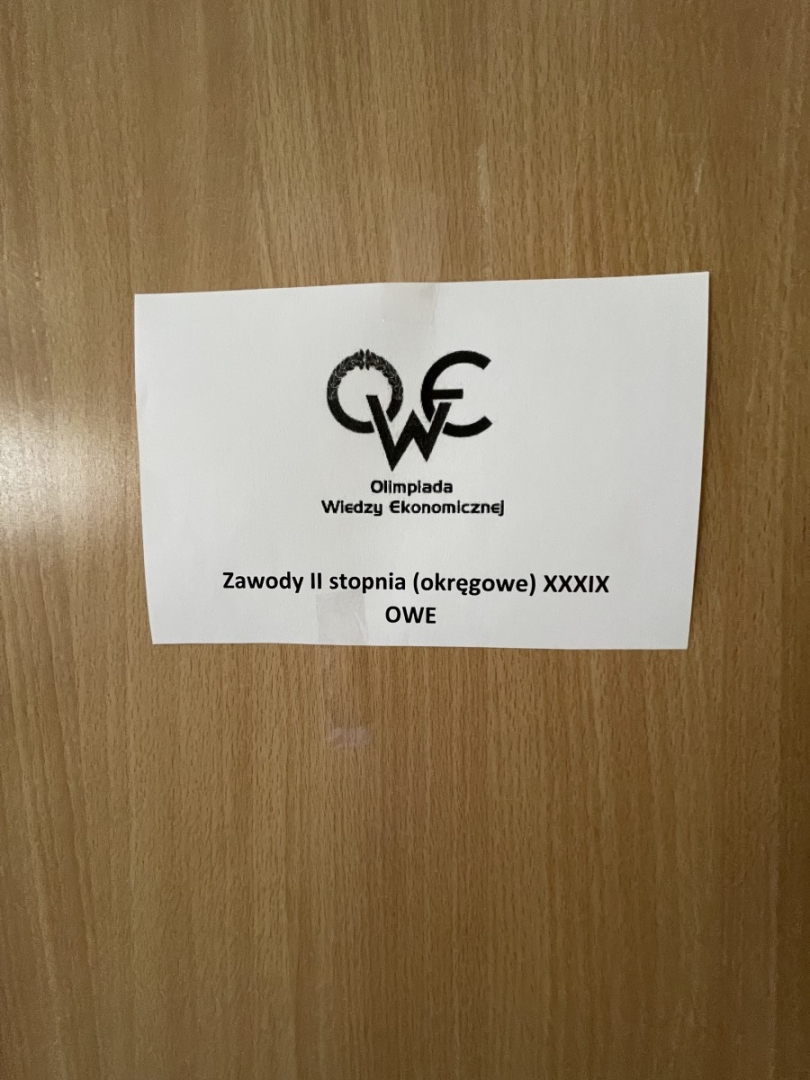 OWE
Olimpiada
Wiedzy Ekonomicznej
Zawody II stopnia (okręgowe) XXXIX
OWE